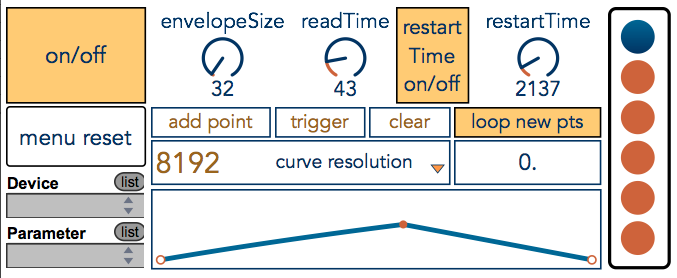 on/off
envelopeSize
32
readTime
43
restart
Time
on/off
restartTime
2137
menu reset
add point
trigger
clear
loop new pts
8192 curve resolution
0.
Device list
Parameter list